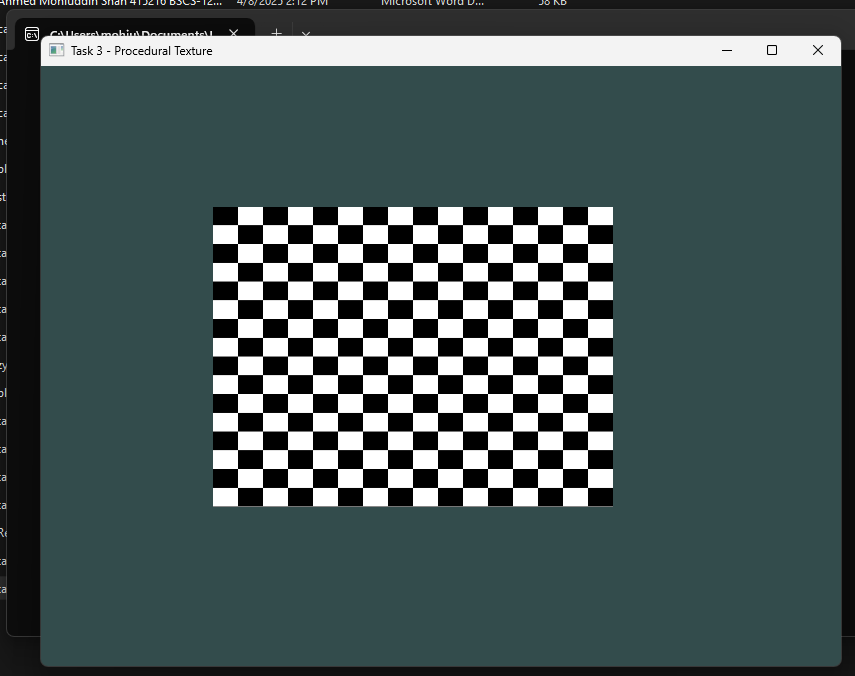 Ahmed Mohiuddin Shah 415216 BSCS-12... 4/8/2025 2:12 PM Microsoft Word D... 58 KB
C:\Users\mohiu\Documents\
Task 3 - Procedural Texture